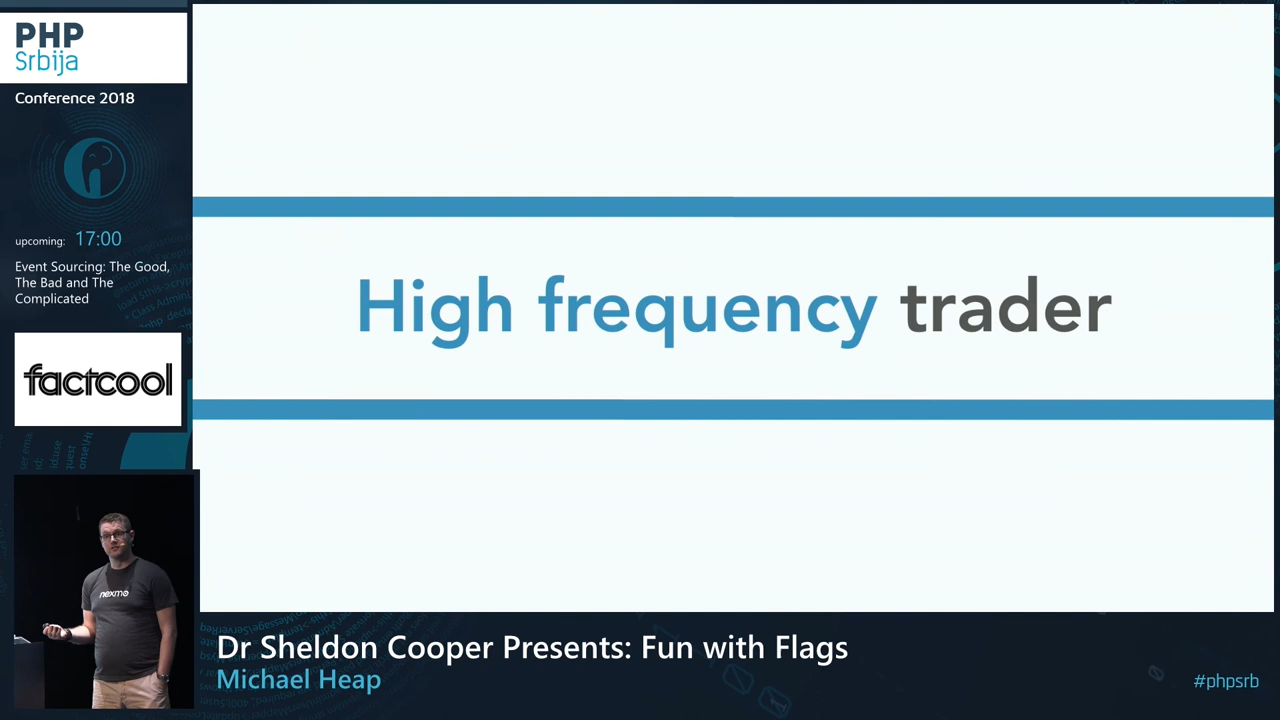 PHP
Srbija
Conference 2018
upcoming: 17:00
Event Sourcing: The Good,
The Bad and The
Complicated
factcool
High frequency trader
nexmo
Dr Sheldon Cooper Presents: Fun with Flags
Michael Heap
#phpsrb